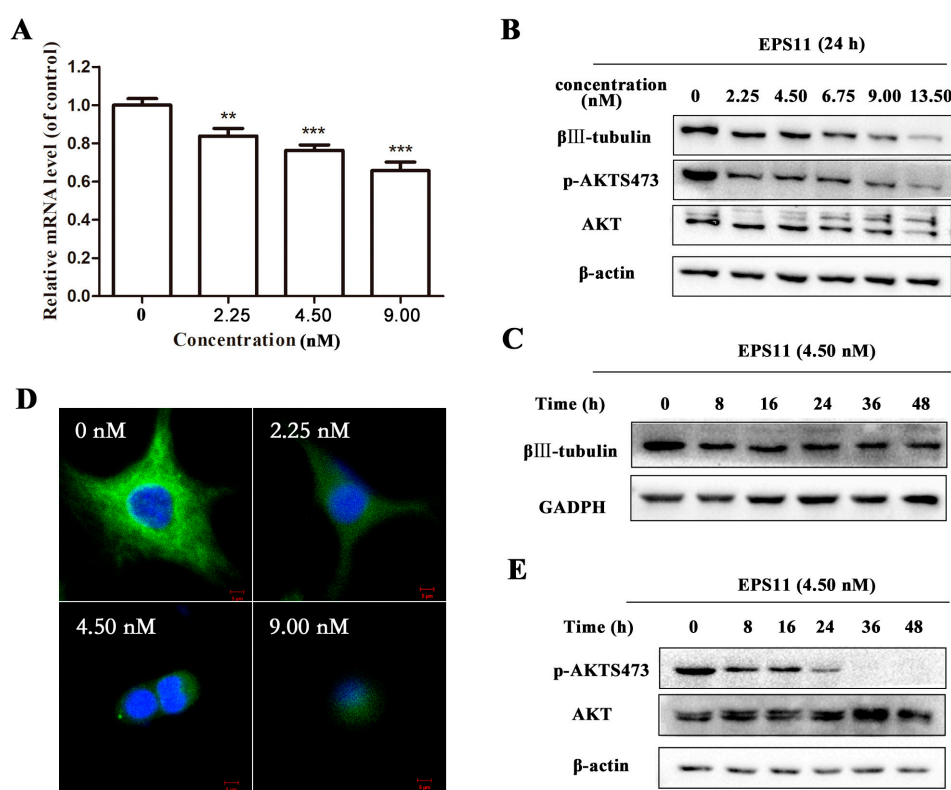 A
Relative mRNA level (of control)
1.2
1.0
0.8
0.6
0.4
0.2
0.0
**
***
***
0 2.25 4.50 9.00
Concentration (nM)
B
EPS11 (24 h)
concentration
(nM)
0 2.25 4.50 6.75 9.00 13.50
βIII-tubulin
p-AKTS473
AKT
β-actin
C
EPS11 (4.50 nM)
Time (h) 0 8 16 24 36 48
βIII-tubulin
GADPH
D
0 nM
2.25 nM
4.50 nM
9.00 nM
E
EPS11 (4.50 nM)
Time (h) 0 8 16 24 36 48
p-AKTS473
AKT
β-actin